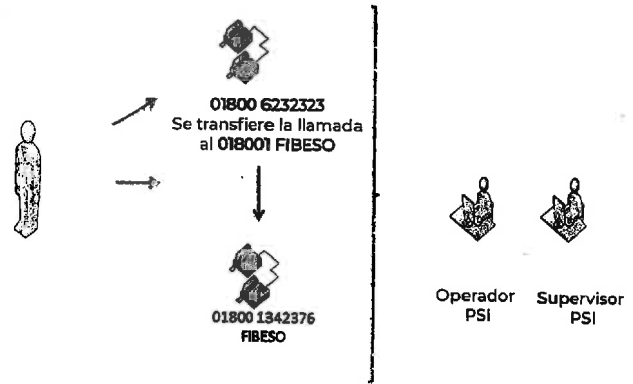 01800 6232323
Se transfiere la llamada
al 018001 FIBESO
01800 1342376
FIBESO
Operador
PSI
Supervisor
PSI